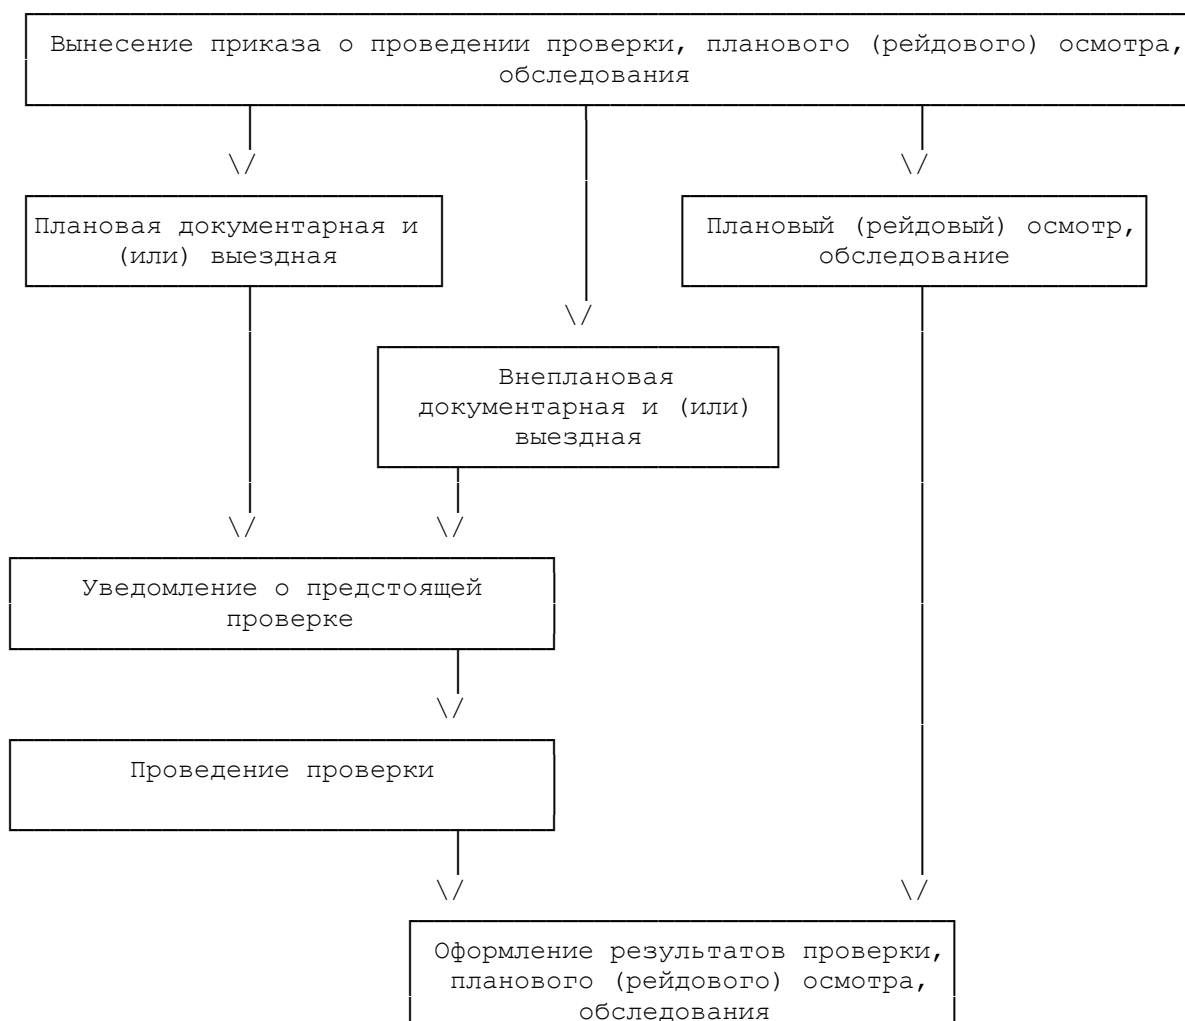 Вынесение приказа о проведении проверки, планового (рейдового) осмотра,
обследования
Плановая документарная и
(или) выездная
Плановый (рейдовый) осмотр,
обследование
Внеплановая
документарная и (или)
выездная
Уведомление о предстоящей
проверке
Проведение проверки
Оформление результатов проверки,
планового (рейдового) осмотра,
обследования